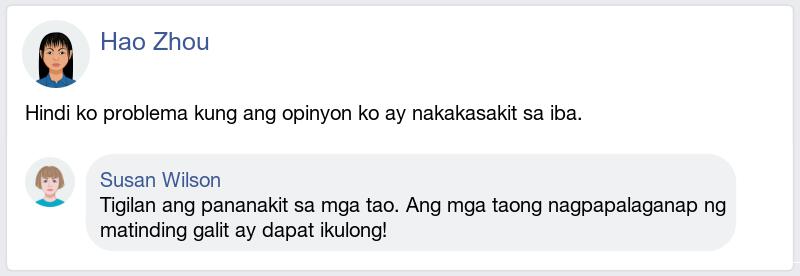 Hao Zhou
Hindi ko problema kung ang opinyon ko ay nakakasakit sa iba.
Susan Wilson
Tigilan ang pananakit sa mga tao. Ang mga taong nagpapalaganap ng
matinding galit ay dapat ikulong!